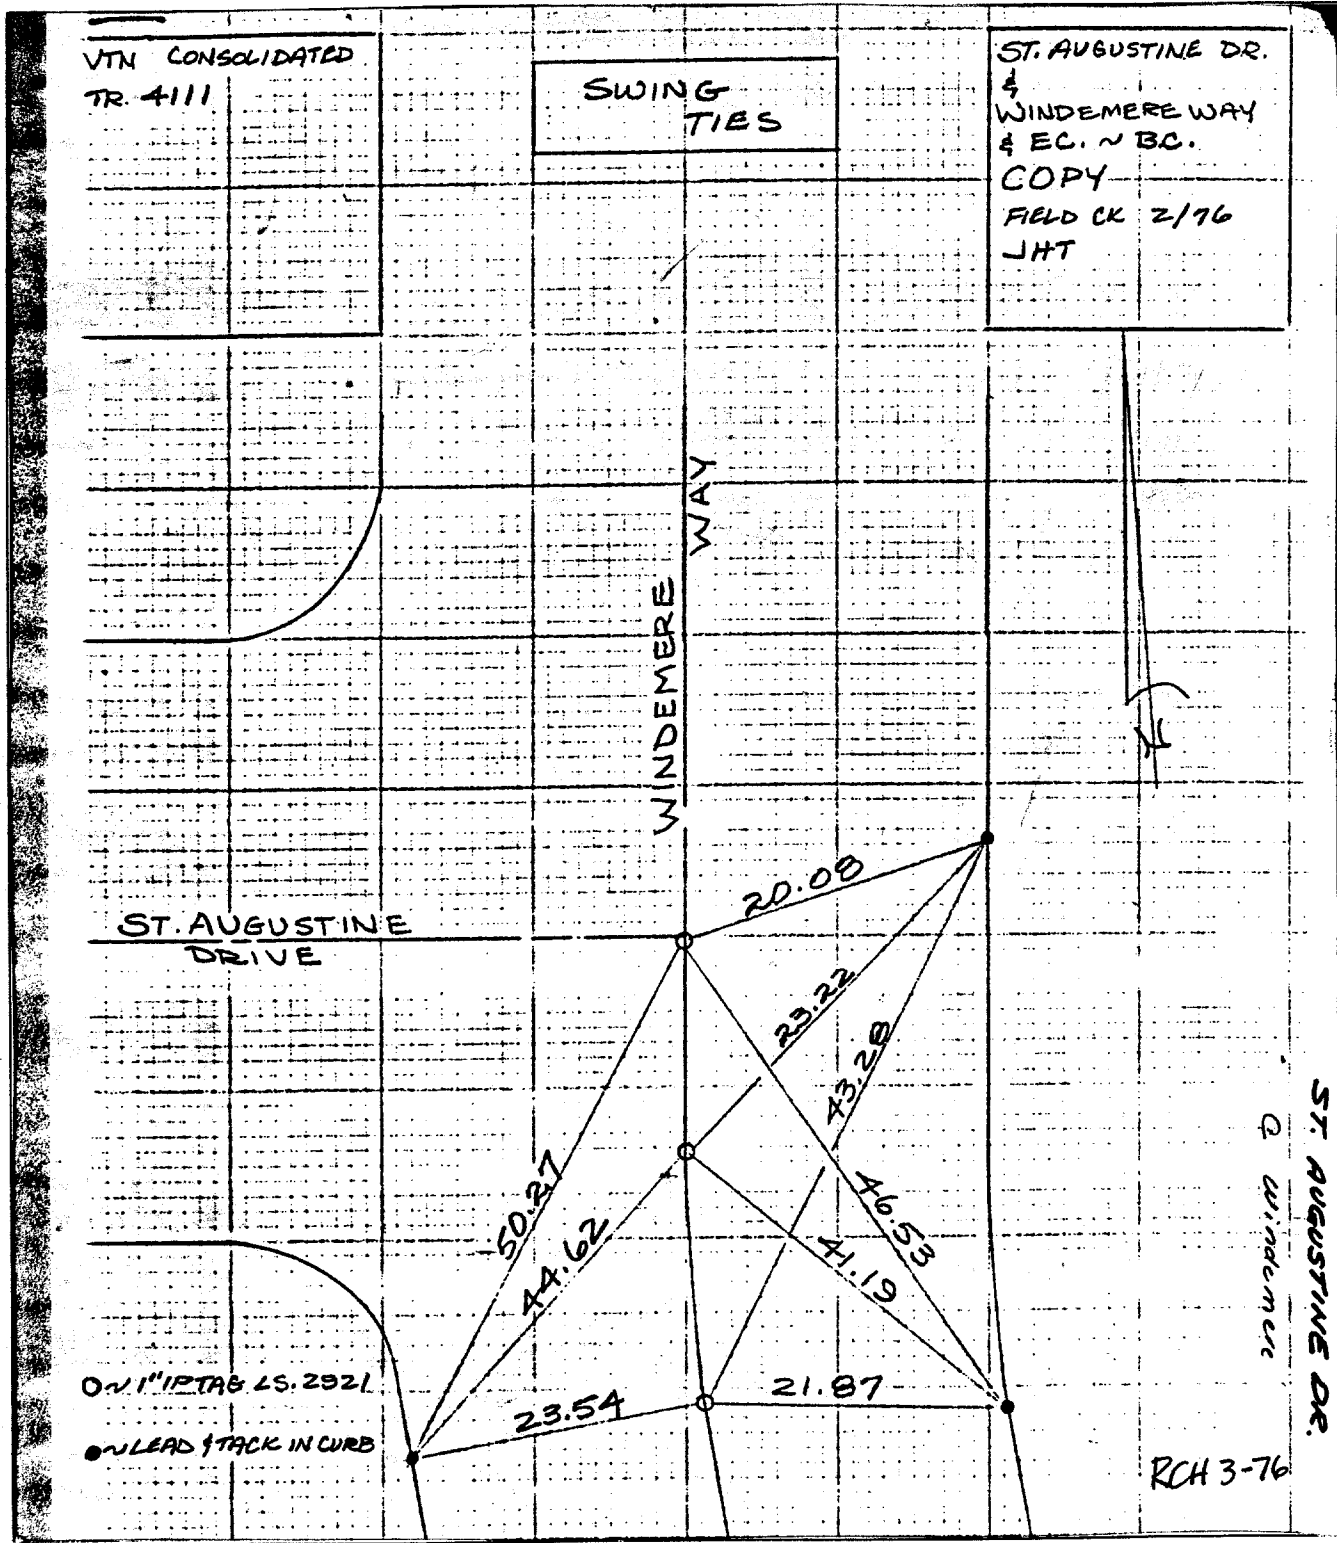 VTN CONSOLIDATED
TR. 4111
SWING
TIES
ST. AUGUSTINE DR.
&
WINDEMERE WAY
& EC. ~ B.C.
COPY
FIELD CK 2/76
JHT
WINDEMERE WAY
ST. AUGUSTINE
DRIVE
20.08
23.22
43.28
50.27
44.62
46.53
41.19
23.54
21.87
O~1" IP TAG LS. 2921
●~LEAD & TACK IN CURB
ST. AUGUSTINE DR.
@ Windemere
RCH 3-76